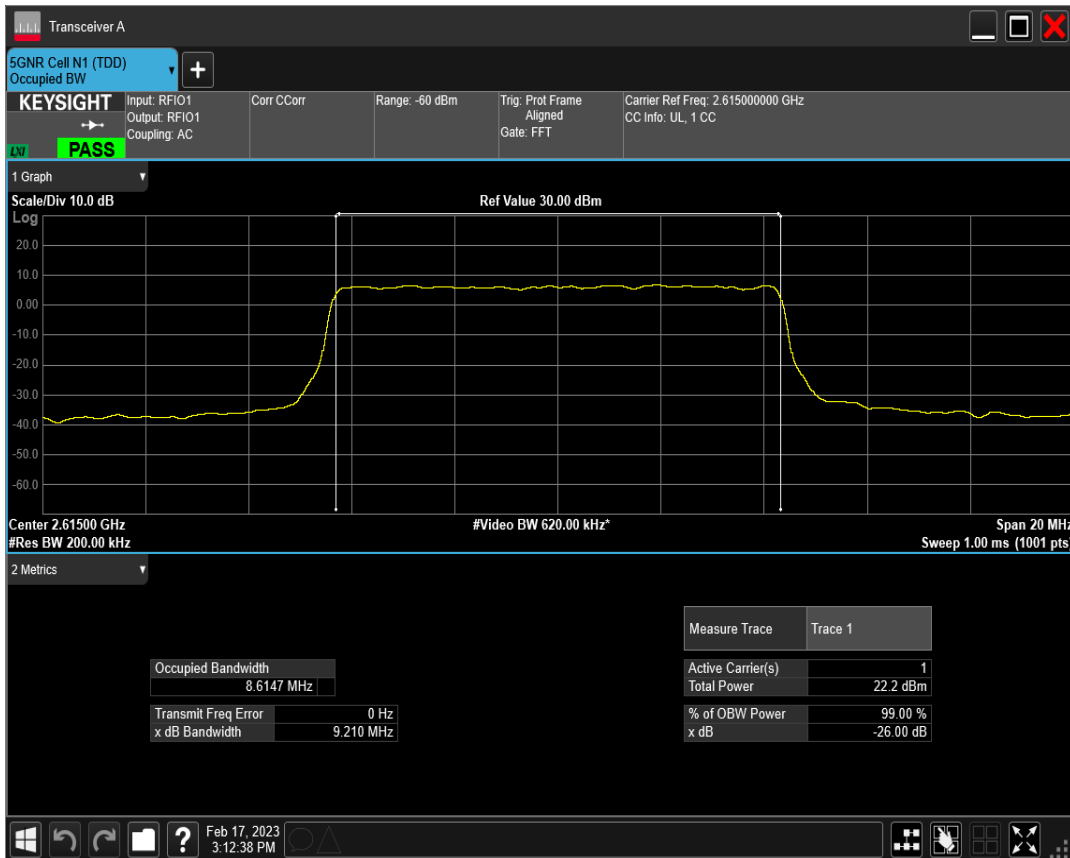 Transceiver A
5GNR Cell N1 (TDD)
Occupied BW
+
KEYSIGHT
LXI
PASS
Input: RFIO1
Output: RFIO1
Coupling: AC
Corr CCorr
Range: -60 dBm
Trig: Prot Frame
Aligned
Gate: FFT
Carrier Ref Freq: 2.615000000 GHz
CC Info: UL, 1 CC
1 Graph
Scale/Div 10.0 dB
Ref Value 30.00 dBm
Log
20.0
10.0
0.00
-10.0
-20.0
-30.0
-40.0
-50.0
-60.0
Center 2.61500 GHz
#Video BW 620.00 kHz*
Span 20 MHz
#Res BW 200.00 kHz
Sweep 1.00 ms (1001 pts)
2 Metrics
Measure Trace Trace 1
Occupied Bandwidth
8.6147 MHz
Active Carrier(s) 1
Total Power 22.2 dBm
Transmit Freq Error 0 Hz
x dB Bandwidth 9.210 MHz
% of OBW Power 99.00 %
x dB -26.00 dB
?
Feb 17, 2023
3:12:38 PM